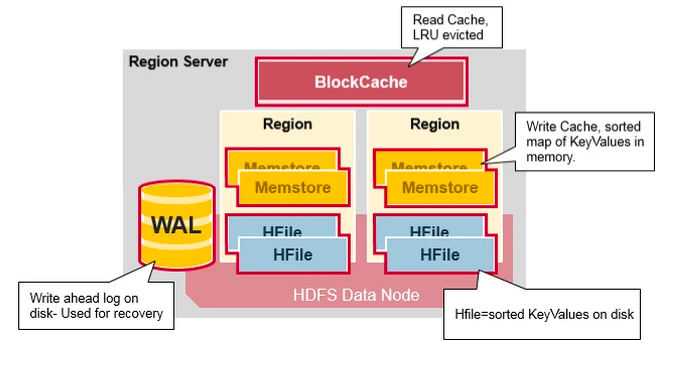 Read Cache,
LRU evicted
Region Server
BlockCache
Region
Region
Write Cache, sorted
map of KeyValues in
memory.
Memstore
Memstore
Memstore
Memstore
WAL
HFile
HFile
HFile
HFile
HDFS Data Node
Write ahead log on
disk- Used for recovery
Hfile=sorted KeyValues on disk